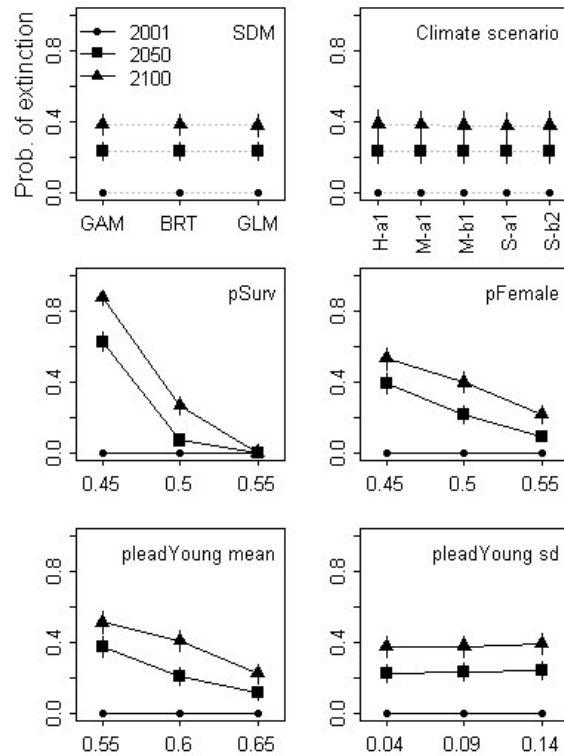 2001
2050
2100
SDM
Prob. of extinction
0.0 0.4 0.8
GAM BRT GLM
Climate scenario
0.0 0.4 0.8
H-a1 M-a1 M-b1 S-a1 S-b2
pSurv
0.0 0.4 0.8
0.45 0.5 0.55
pFemale
0.0 0.4 0.8
0.45 0.5 0.55
pleadYoung mean
0.0 0.4 0.8
0.55 0.6 0.65
pleadYoung sd
0.0 0.4 0.8
0.04 0.09 0.14